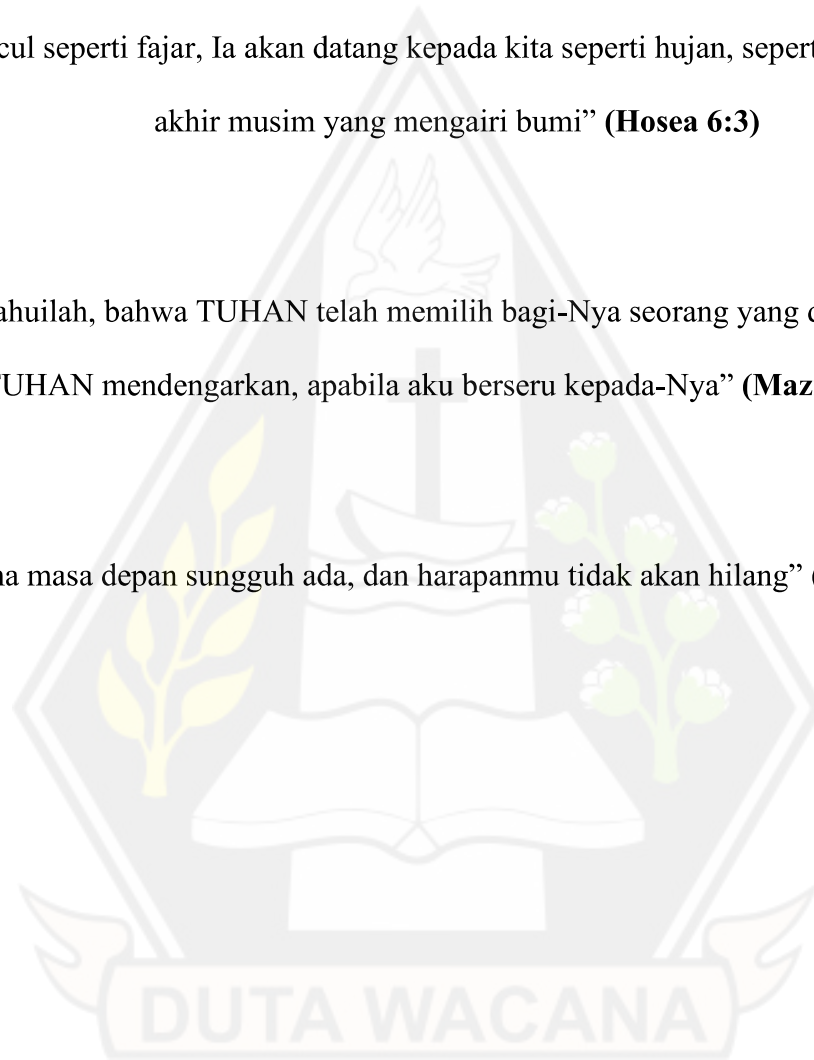 cul seperti fajar, Ia akan datang kepada kita seperti hujan, sepert
akhir musim yang mengairi bumi” (Hosea 6:3)
ahuilah, bahwa TUHAN telah memilih bagi-Nya seorang yang
TUHAN mendengarkan, apabila aku berseru kepada-Nya” (Maz
na masa depan sungguh ada, dan harapanmu tidak akan hilang” (
DUTA WACANA